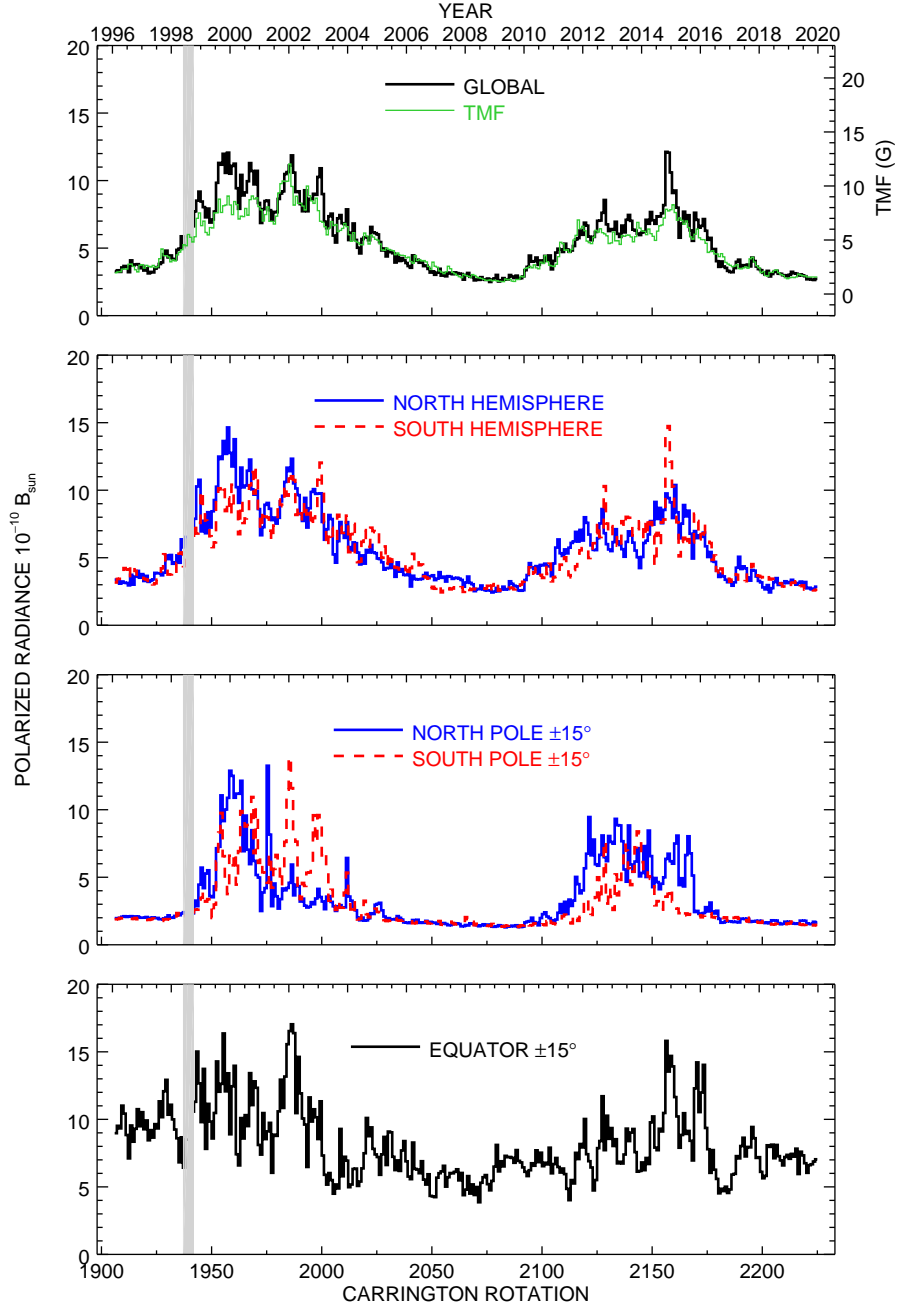 YEAR
1996 1998 2000 2002 2004 2006 2008 2010 2012 2014 2016 2018 2020
20
15
10
5
0
GLOBAL
TMF
20
15
10
5
0
TMF (G)
20
15
10
5
0
NORTH HEMISPHERE
SOUTH HEMISPHERE
POLARIZED RADIANCE 10⁻¹⁰ B_sun
20
15
10
5
0
NORTH POLE ±15°
SOUTH POLE ±15°
20
15
10
5
0
EQUATOR ±15°
1900 1950 2000 2050 2100 2150 2200
CARRINGTON ROTATION